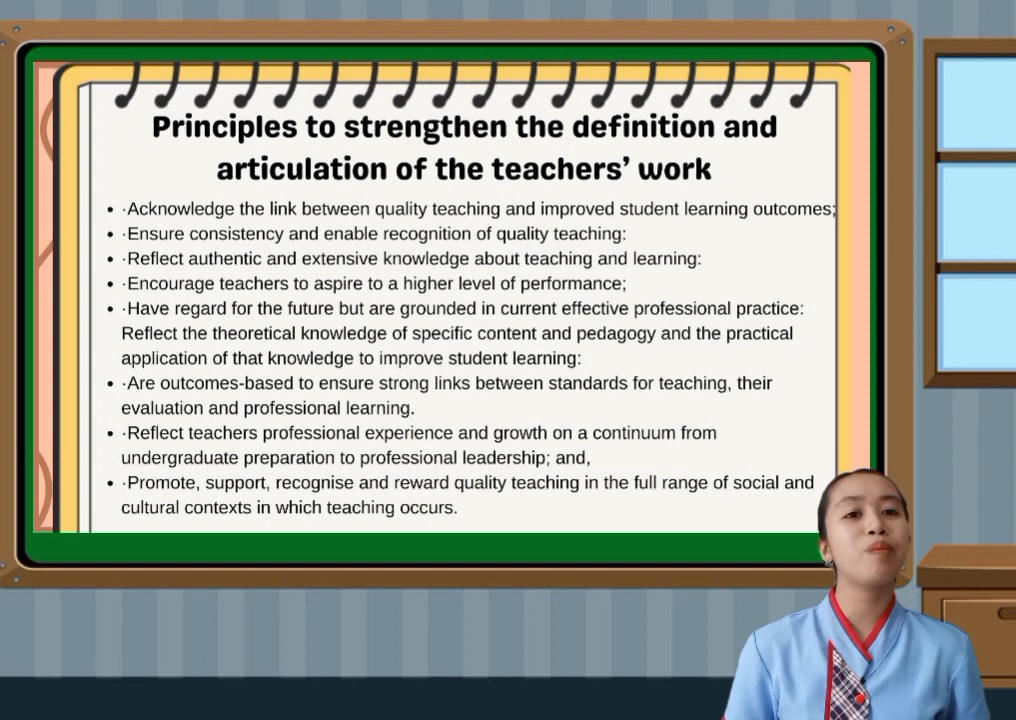 Principles to strengthen the definition and
articulation of the teachers’ work
• ·Acknowledge the link between quality teaching and improved student learning outcomes;
• ·Ensure consistency and enable recognition of quality teaching:
• ·Reflect authentic and extensive knowledge about teaching and learning:
• ·Encourage teachers to aspire to a higher level of performance;
• ·Have regard for the future but are grounded in current effective professional practice:
Reflect the theoretical knowledge of specific content and pedagogy and the practical
application of that knowledge to improve student learning:
• ·Are outcomes-based to ensure strong links between standards for teaching, their
evaluation and professional learning.
• ·Reflect teachers professional experience and growth on a continuum from
undergraduate preparation to professional leadership; and,
• ·Promote, support, recognise and reward quality teaching in the full range of social and
cultural contexts in which teaching occurs.